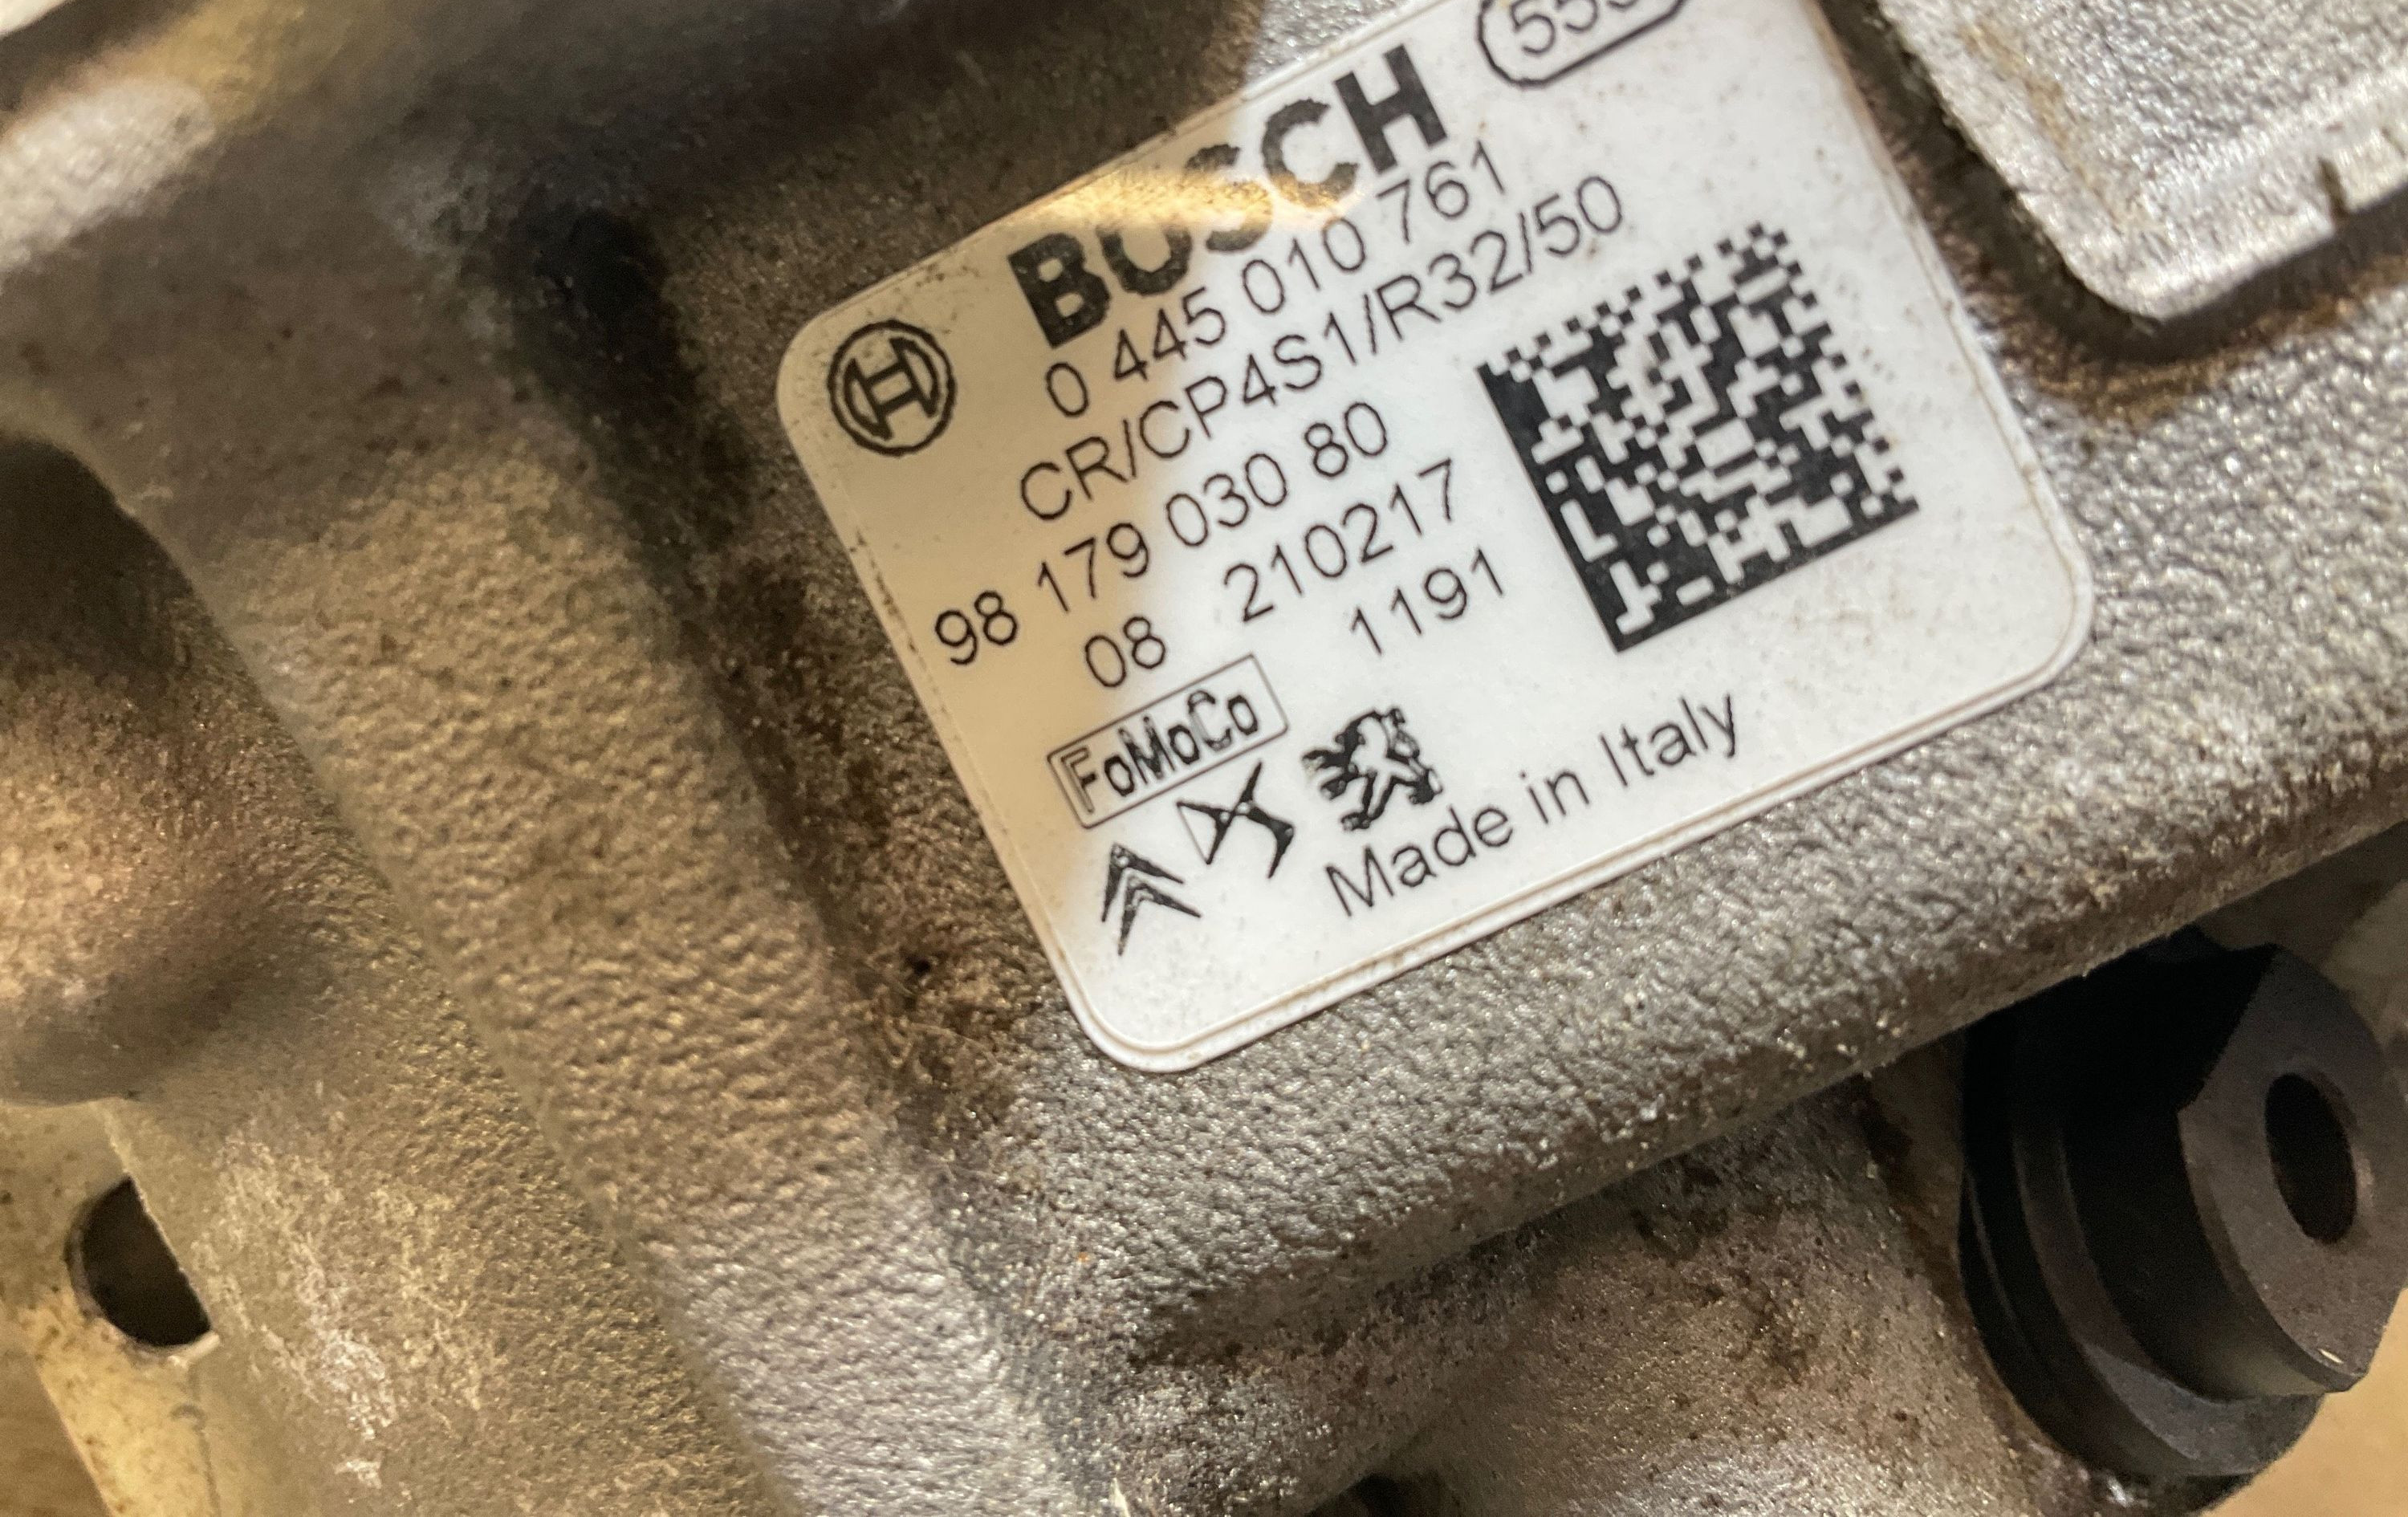 BOSCH
0 445 010 761
CR/CP4S1/R32/50
98 179 030 80
08 210217
1191
FoMoCo
Made in Italy